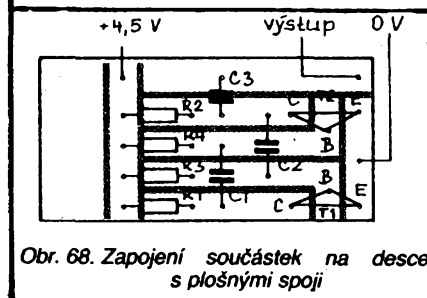 +4,5 V výstup 0 V
C3
R2 C T2 E
R4 B
R3 C2
B
R1 C1 C T1 E
Obr. 68. Zapojení součástek na desce
s plošnými spoji